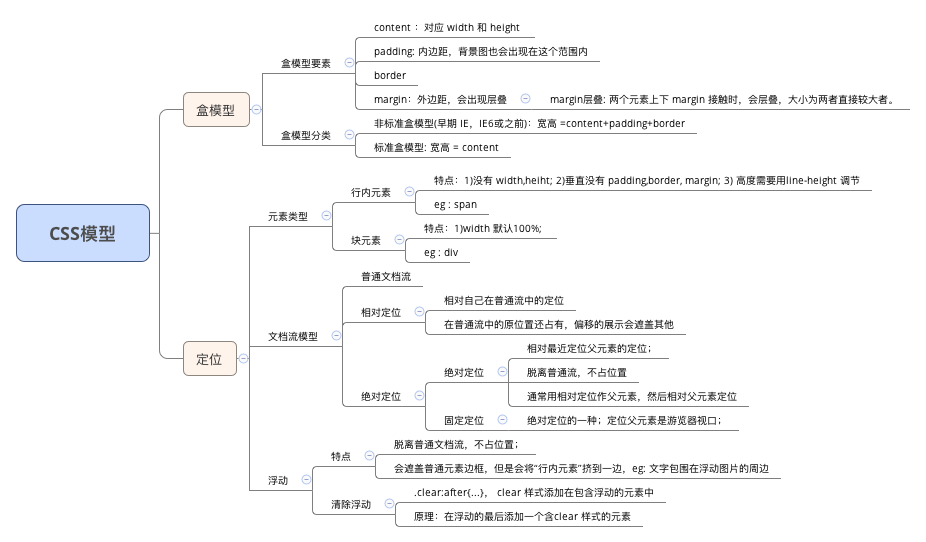 CSS模型
盒模型
盒模型要素
content ：对应 width 和 height
padding: 内边距，背景图也会出现在这个范围内
border
margin：外边距，会出现层叠
margin层叠: 两个元素上下 margin 接触时，会层叠，大小为两者直接较大者。
盒模型分类
非标准盒模型(早期 IE，IE6或之前)：宽高 =content+padding+border
标准盒模型: 宽高 = content
定位
元素类型
行内元素
特点：1)没有 width,heiht; 2)垂直没有 padding,border, margin; 3) 高度需要用line-height 调节
eg : span
块元素
特点：1)width 默认100%;
eg : div
文档流模型
普通文档流
相对定位
相对自己在普通流中的定位
在普通流中的原位置还占有，偏移的展示会遮盖其他
绝对定位
绝对定位
相对最近定位父元素的定位；
脱离普通流，不占位置
通常用相对定位作父元素，然后相对父元素定位
固定定位
绝对定位的一种；定位父元素是游览器视口；
浮动
特点
脱离普通文档流，不占位置；
会遮盖普通元素边框，但是会将“行内元素”挤到一边，eg: 文字包围在浮动图片的周边
清除浮动
.clear:after{...}， clear 样式添加在包含浮动的元素中
原理：在浮动的最后添加一个含clear 样式的元素